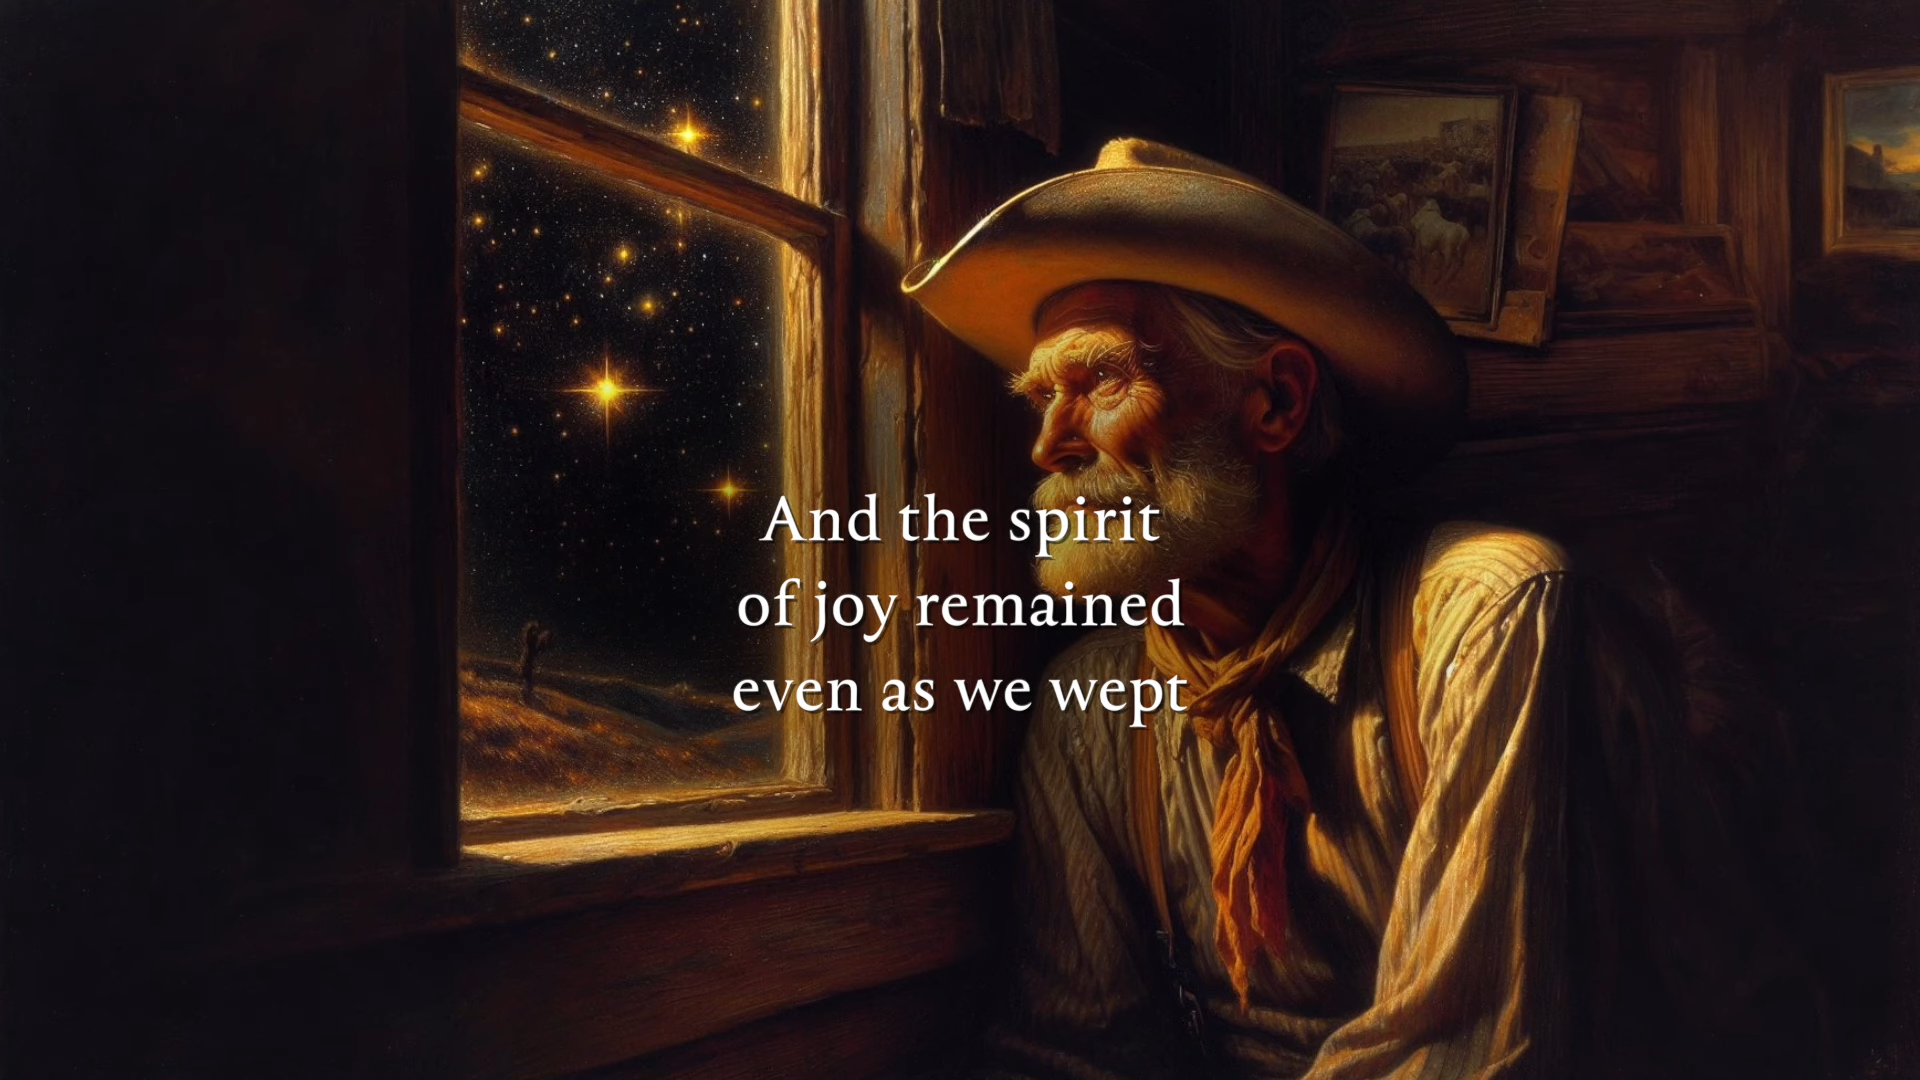 And the spirit
of joy remained
even as we wept